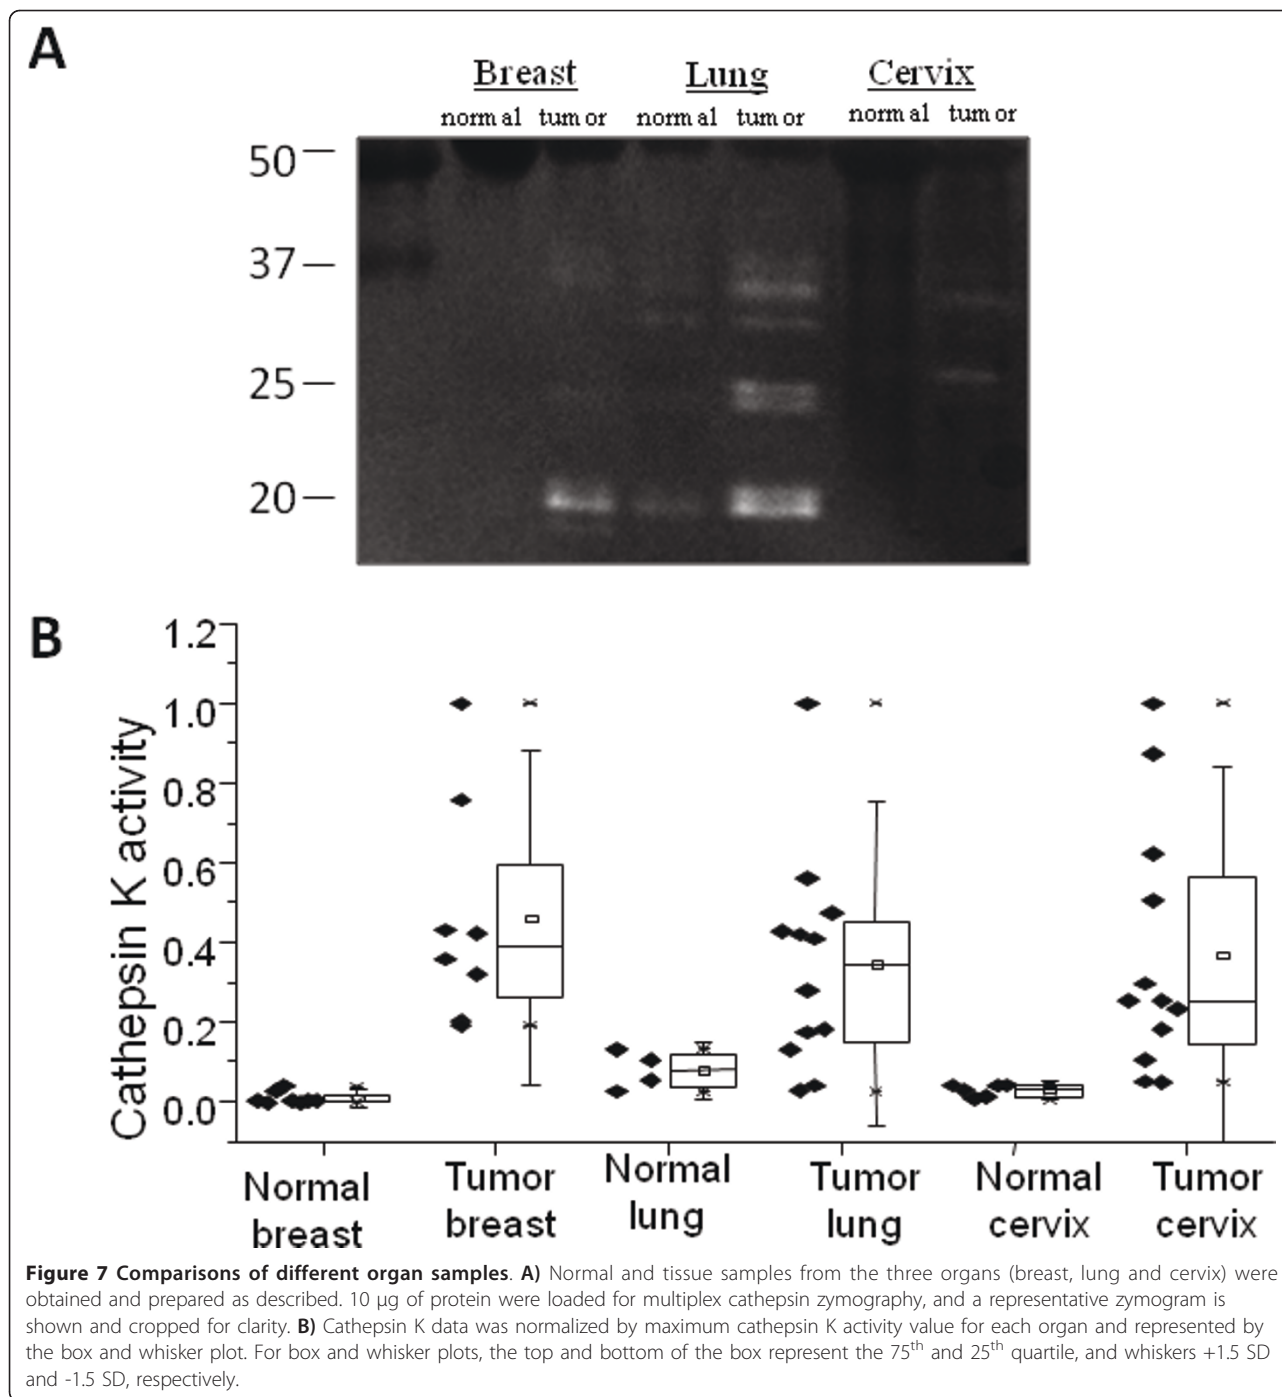 A
Breast Lung Cervix
normal tumor normal tumor normal tumor
50
37
25
20
B
1.2
1.0
0.8
0.6
0.4
0.2
0.0
Cathepsin K activity
Normal breast
Tumor breast
Normal lung
Tumor lung
Normal cervix
Tumor cervix
Figure 7 Comparisons of different organ samples. A) Normal and tissue samples from the three organs (breast, lung and cervix) were
obtained and prepared as described. 10 μg of protein were loaded for multiplex cathepsin zymography, and a representative zymogram is
shown and cropped for clarity. B) Cathepsin K data was normalized by maximum cathepsin K activity value for each organ and represented by
the box and whisker plot. For box and whisker plots, the top and bottom of the box represent the 75th and 25th quartile, and whiskers +1.5 SD
and -1.5 SD, respectively.